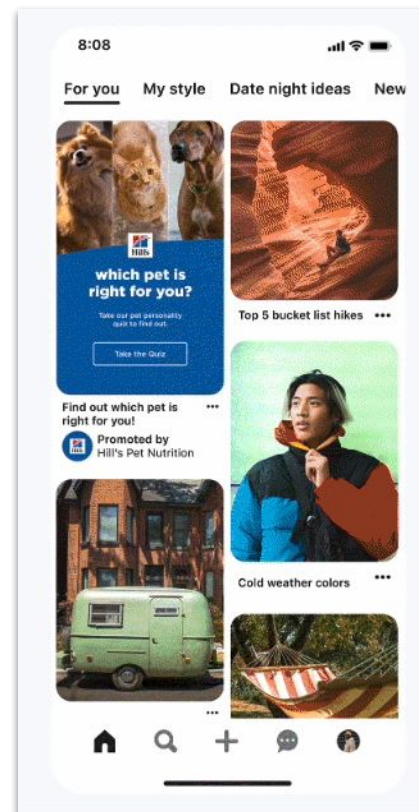 8:08
For you My style Date night ideas New
Hill's
which pet is
right for you?
Take our pet personality
quiz to find out.
Take the Quiz
Find out which pet is
right for you!
Promoted by
Hill's Pet Nutrition
Top 5 bucket list hikes
Cold weather colors